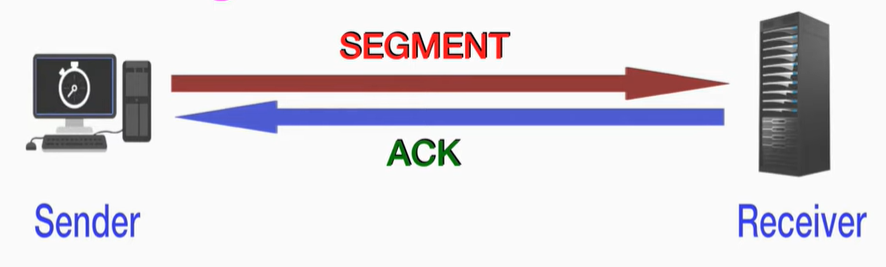 SEGMENT
ACK
Sender
Receiver